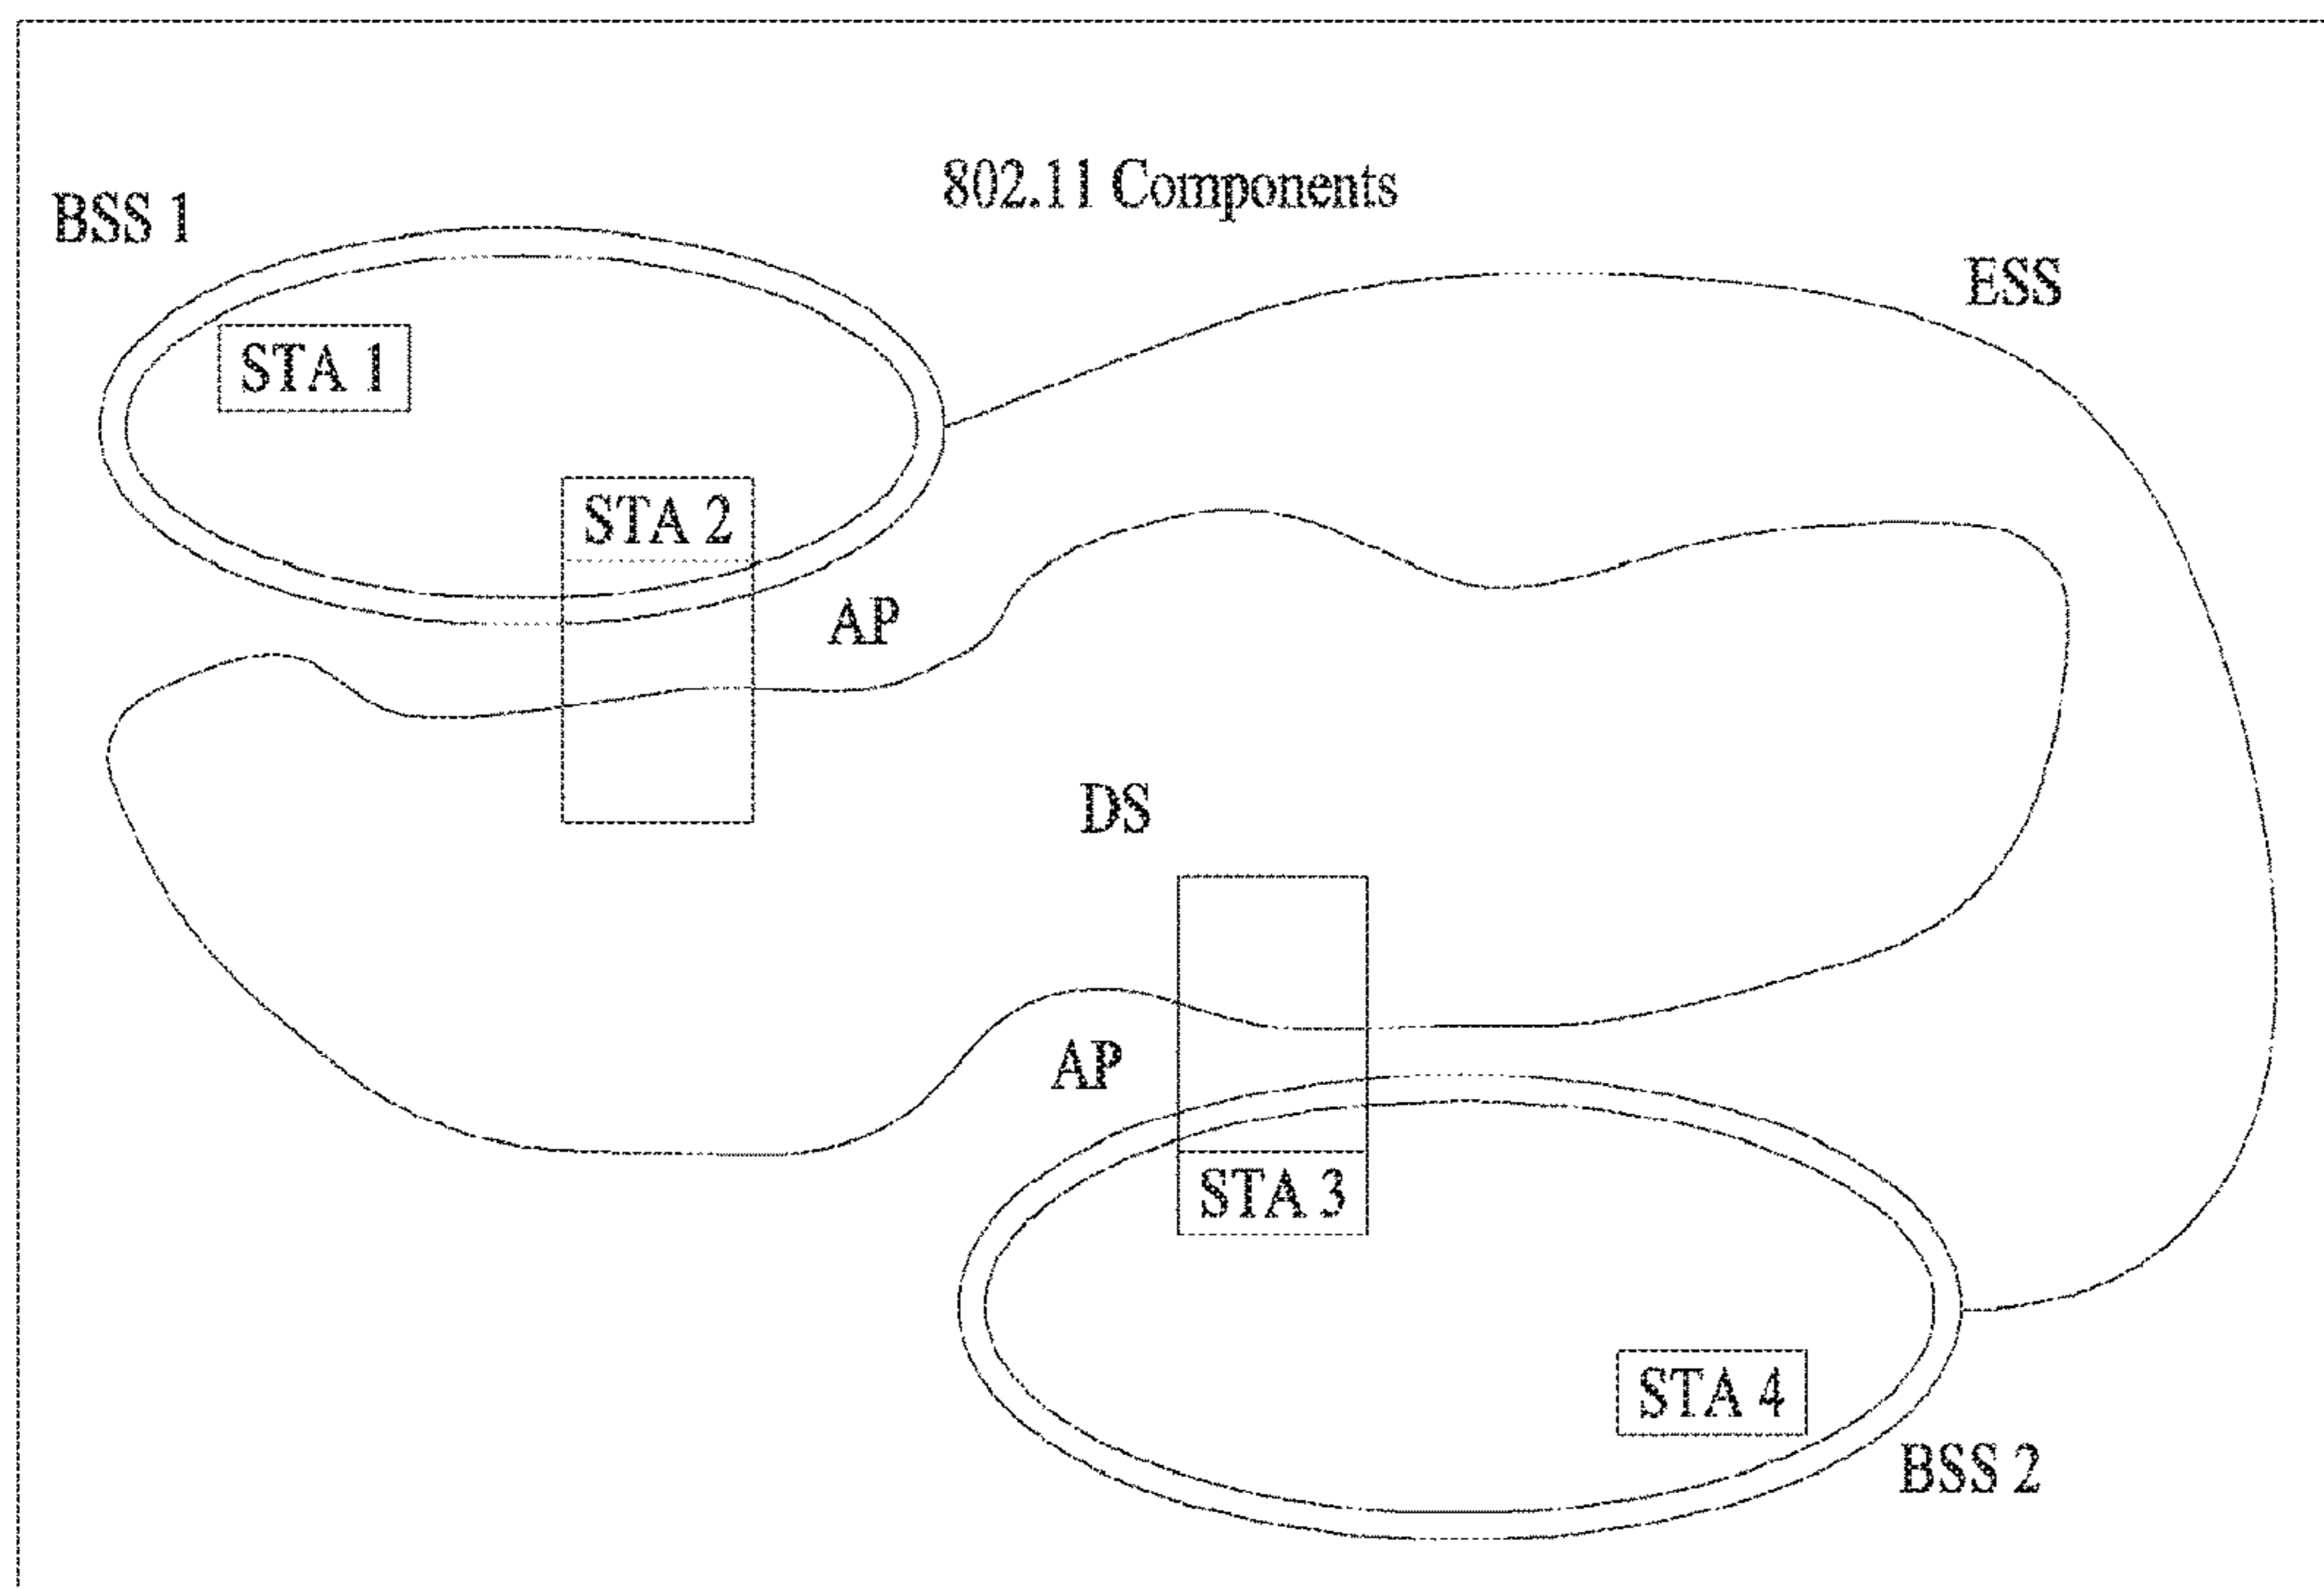 802.11 Components
BSS 1
ESS
STA 1
STA 2
AP
DS
AP
STA 3
STA 4
BSS 2